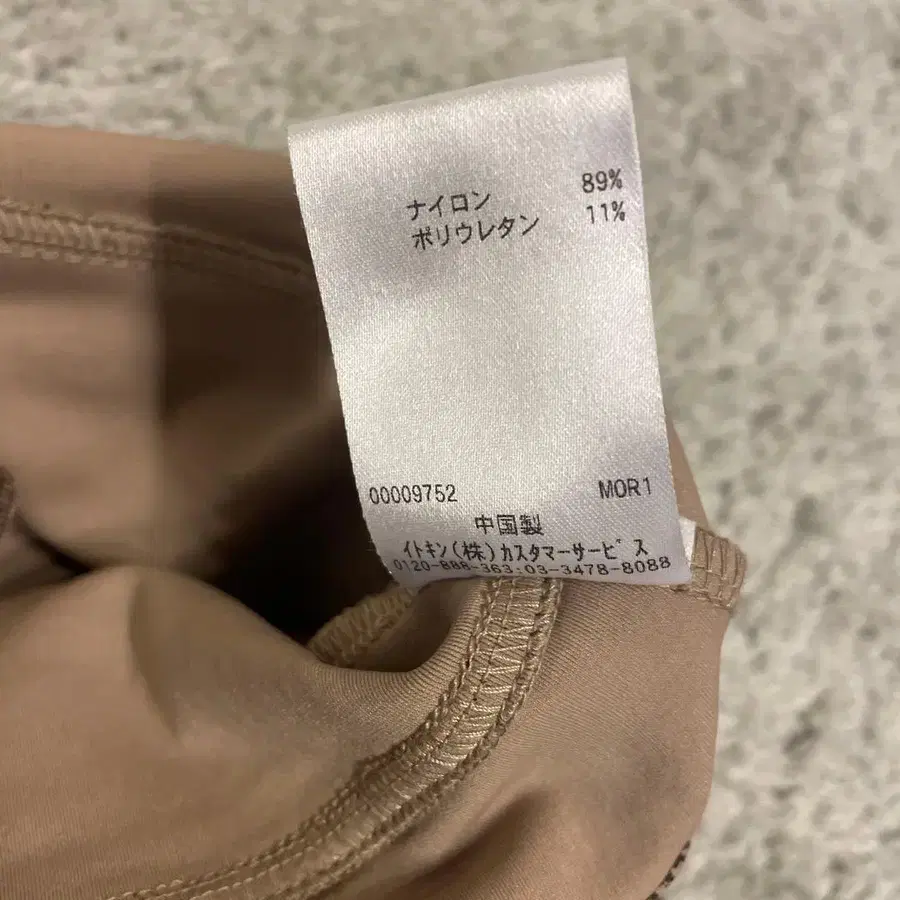 ナイロン 89%
ポリウレタン 11%
00009752 MOR1
中国製
イトキン(株)カスタマーサービス
0120-888-363:03-3478-8088